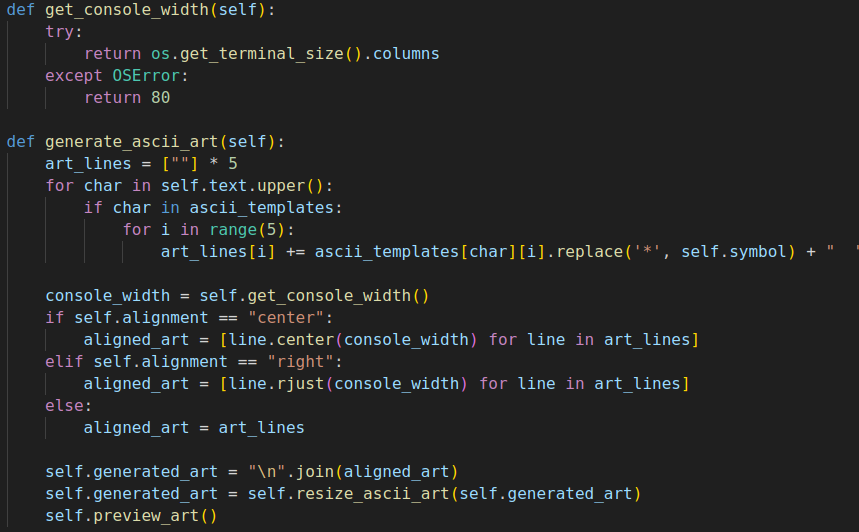 def get_console_width(self):
    try:
        return os.get_terminal_size().columns
    except OSError:
        return 80

def generate_ascii_art(self):
    art_lines = [""] * 5
    for char in self.text.upper():
        if char in ascii_templates:
            for i in range(5):
                art_lines[i] += ascii_templates[char][i].replace('*', self.symbol) + "  "

    console_width = self.get_console_width()
    if self.alignment == "center":
        aligned_art = [line.center(console_width) for line in art_lines]
    elif self.alignment == "right":
        aligned_art = [line.rjust(console_width) for line in art_lines]
    else:
        aligned_art = art_lines

    self.generated_art = "\n".join(aligned_art)
    self.generated_art = self.resize_ascii_art(self.generated_art)
    self.preview_art()